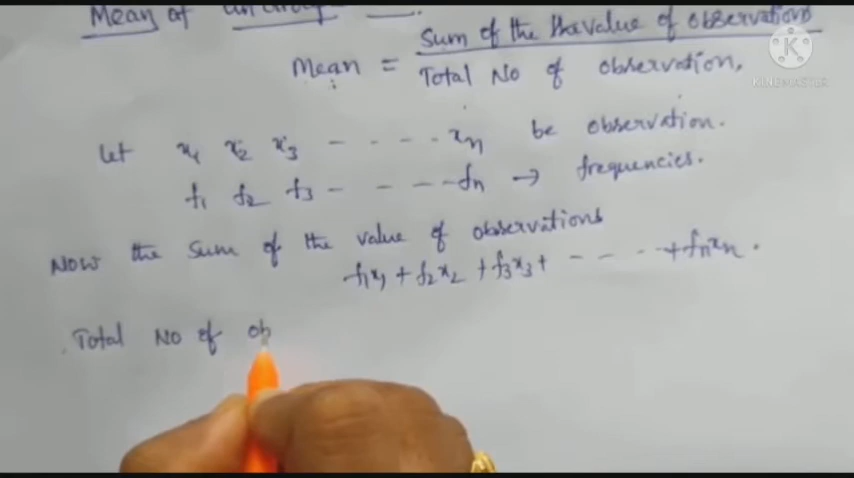 Mean of
Sum of the value of observations
Mean = Total No of observation,
Let x1 x2 x3 - - - - - xn be observation.
f1 f2 f3 - - - - - fn → frequencies.
Now the sum of the value of observations
f1x1 + f2x2 + f3x3 + - - - - + fnxn.
Total No of ob
KINEMASTER